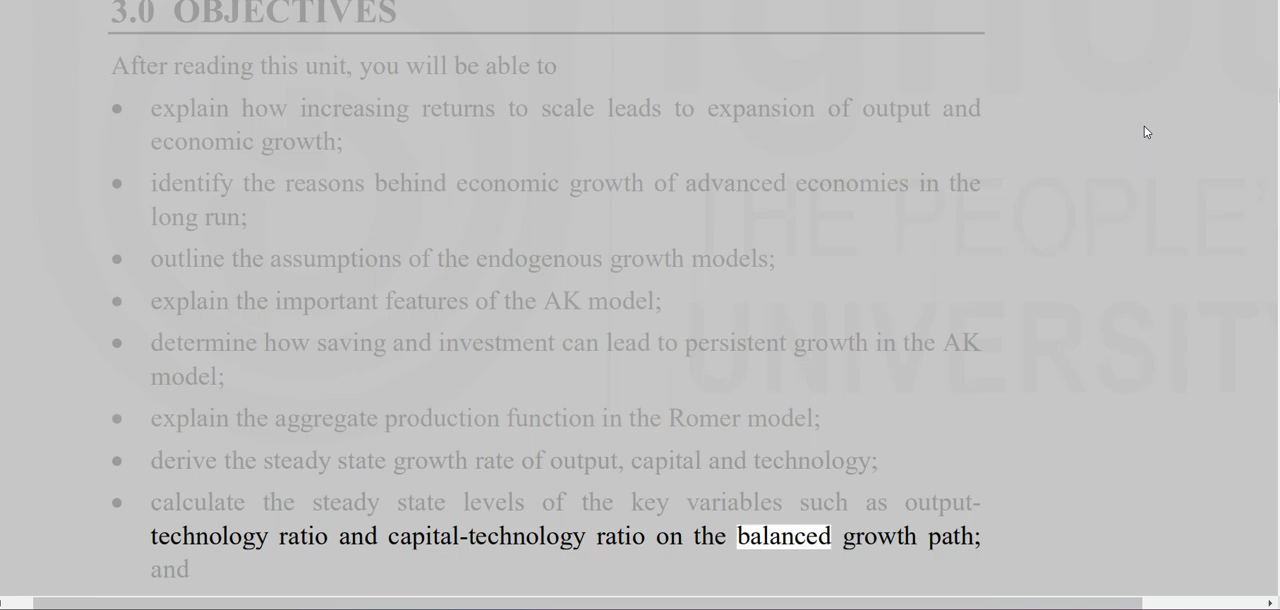 3.0 OBJECTIVES
After reading this unit, you will be able to
• explain how increasing returns to scale leads to expansion of output and
economic growth;
• identify the reasons behind economic growth of advanced economies in the
long run;
• outline the assumptions of the endogenous growth models;
• explain the important features of the AK model;
• determine how saving and investment can lead to persistent growth in the AK
model;
• explain the aggregate production function in the Romer model;
• derive the steady state growth rate of output, capital and technology;
• calculate the steady state levels of the key variables such as output-
technology ratio and capital-technology ratio on the balanced growth path;
and
THE PEOPLE'
UNIVERSITY